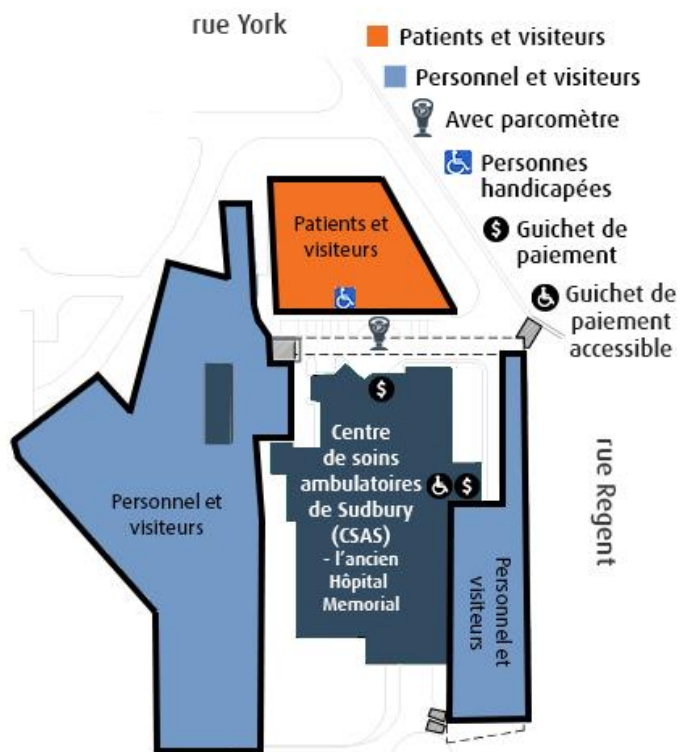 rue York
Patients et visiteurs
Personnel et visiteurs
Avec parcomètre
Personnes
handicapées
$ Guichet de
paiement
Guichet de
paiement
accessible
Patients et
visiteurs
$
Centre
de soins
ambulatoires
de Sudbury
(CSAS)
- l'ancien
Hôpital
Memorial
$
Personnel et
visiteurs
Personnel et
visiteurs
rue Regent